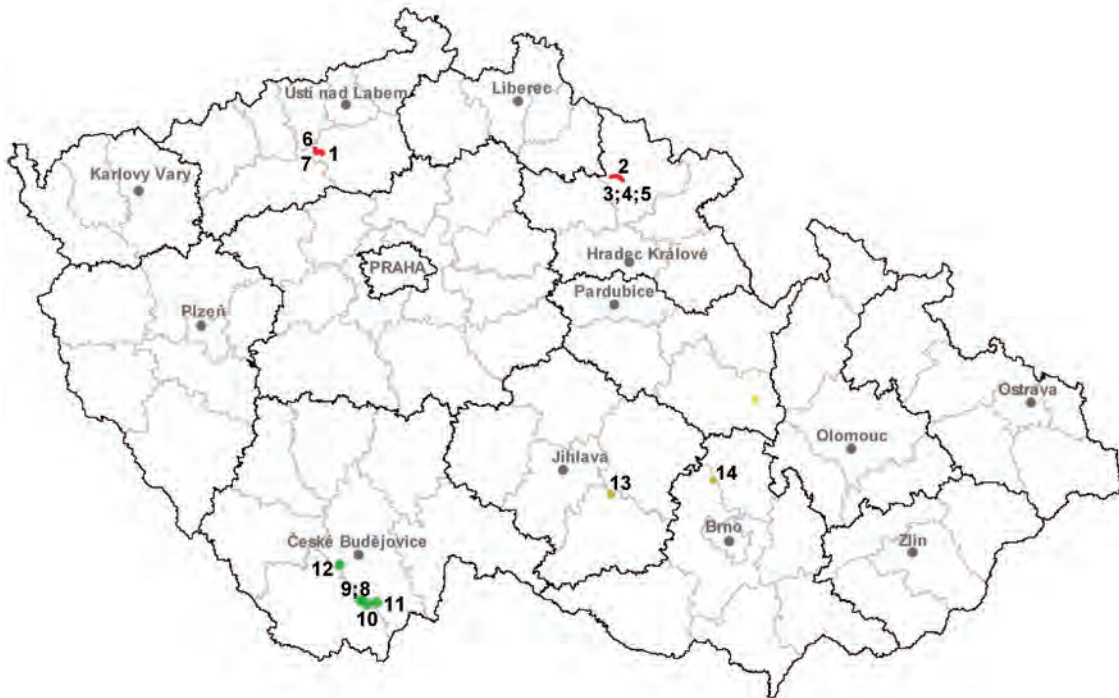 Ústí nad Labem
Liberec
6
1
7
2
Karlovy Vary
3;4;5
Hradec Králové
PRAHA
Pardubice
Plzeň
Ostrava
Olomouc
Jihlava
13
14
Brno
Zlín
České Budějovice
12
9;8
11
10